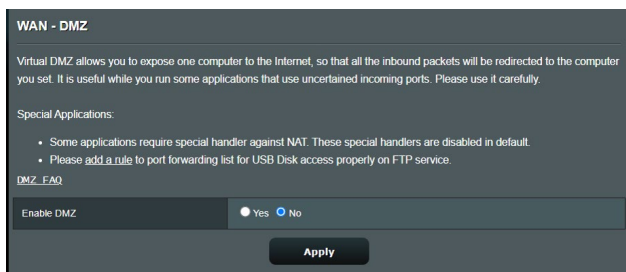 WAN - DMZ
Virtual DMZ allows you to expose one computer to the Internet, so that all the inbound packets will be redirected to the computer
you set. It is useful while you run some applications that use uncertained incoming ports. Please use it carefully.
Special Applications:
• Some applications require special handler against NAT. These special handlers are disabled in default.
• Please add a rule to port forwarding list for USB Disk access properly on FTP service.
DMZ FAQ
Enable DMZ Yes No
Apply